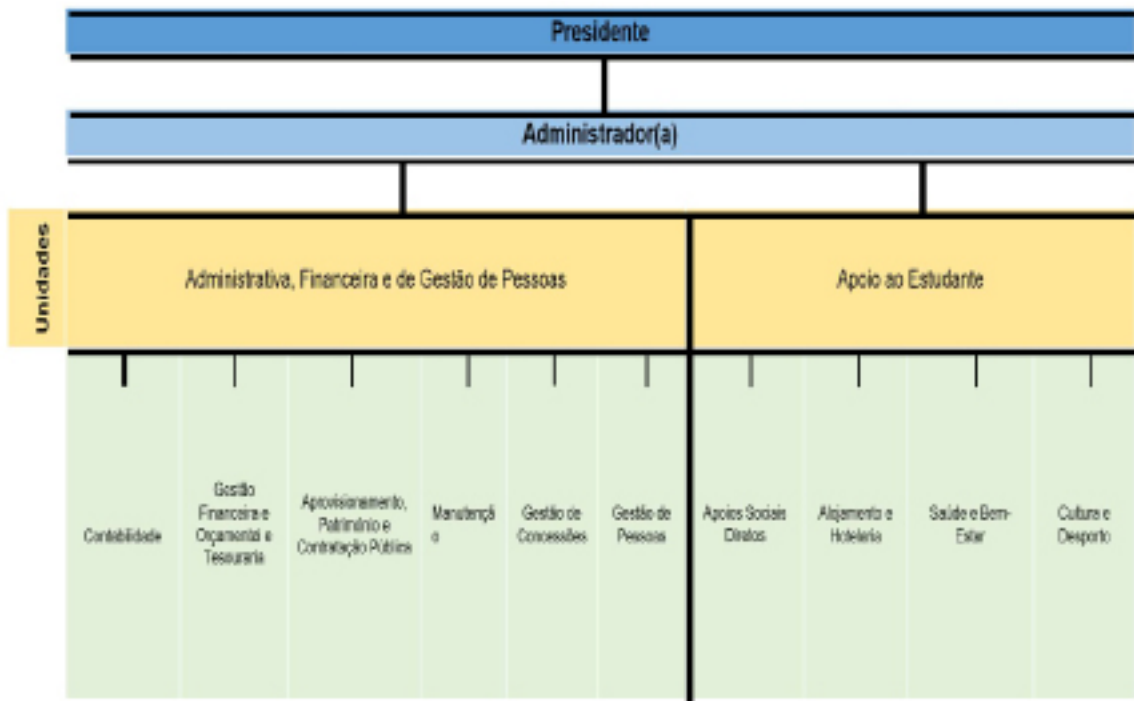 Presidente
Administrador(a)
Unidades
Administrativa, Financeira e de Gestão de Pessoas
Apoio ao Estudante
Contabilidade
Gestão
Financeira e
Orçamental e
Tesouraria
Aprovisionamento,
Património e
Contratação Pública
Manutençã
o
Gestão de
Concessões
Gestão de
Pessoas
Apoios Sociais
Diretos
Alojamento e
Hotelaria
Saúde e Bem-
Estar
Cultura e
Desporto